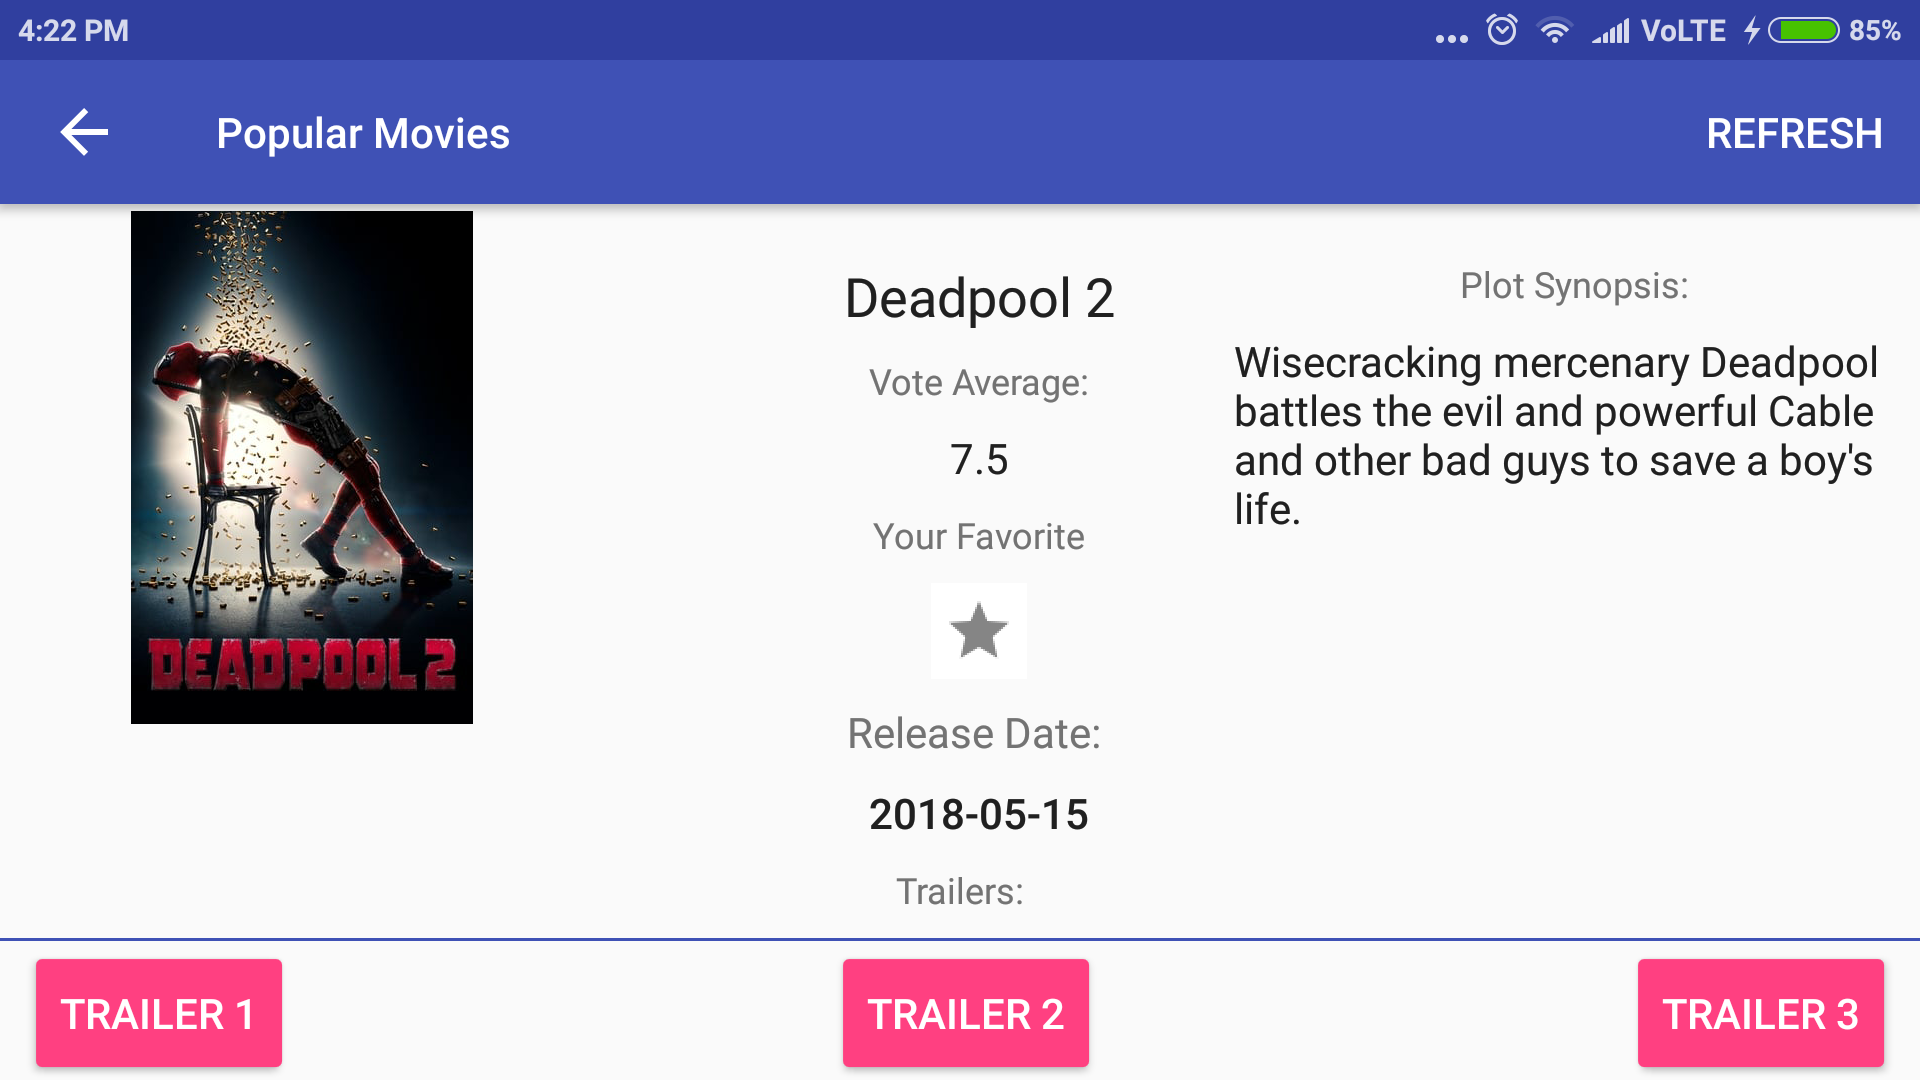 4:22 PM
VoLTE
85%
Popular Movies
REFRESH
DEADPOOL 2
Deadpool 2
Vote Average:
7.5
Your Favorite
Release Date:
2018-05-15
Trailers:
Plot Synopsis:
Wisecracking mercenary Deadpool
battles the evil and powerful Cable
and other bad guys to save a boy's
life.
TRAILER 1
TRAILER 2
TRAILER 3